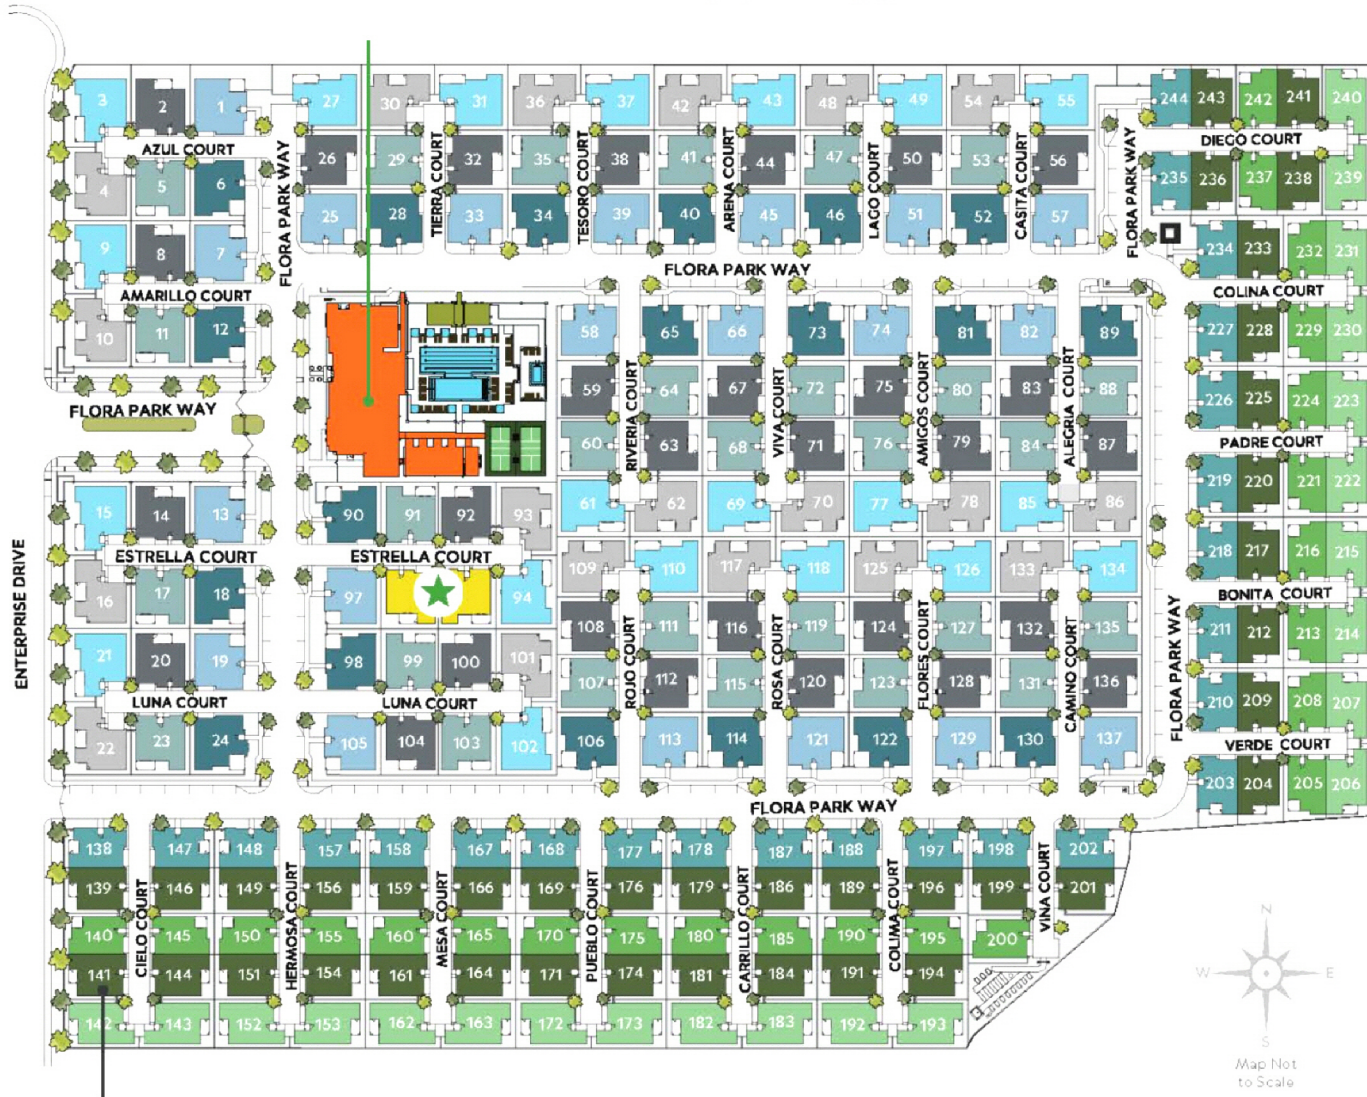 3 2 1 27 30 31 36 37 42 43 48 49 54 55 244 243 242 241 240
AZUL COURT
DIEGO COURT
4 5 6 26 29 32 35 38 41 44 47 50 53 56 235 236 237 238 239
FLORA PARK WAY
TIERRA COURT
TESORO COURT
ARENA COURT
LAGO COURT
CASITA COURT
FLORA PARK WAY
9 8 7 25 28 33 34 39 40 45 46 51 52 57 234 233 232 231
FLORA PARK WAY
AMARILLO COURT
COLINA COURT
10 11 12 58 65 66 73 74 81 82 89 227 228 229 230
59 64 67 72 75 80 83 88 226 225 224 223
FLORA PARK WAY
RIVERIA COURT
VIVA COURT
AMIGOS COURT
ALEGRIA COURT
60 63 68 71 76 79 84 87
PADRE COURT
15 14 13 90 91 92 93 61 62 69 70 77 78 85 86 219 220 221 222
ESTRELLA COURT
ESTRELLA COURT
ENTERPRISE DRIVE
109 110 117 118 125 126 133 134 218 217 216 215
16 17 18 97 94
BONITA COURT
108 111 116 119 124 127 132 135 211 212 213 214
21 20 19 98 99 100 101
ROJO COURT
ROSA COURT
FLORES COURT
CAMINO COURT
FLORA PARK WAY
107 112 115 120 123 128 131 136 210 209 208 207
LUNA COURT
LUNA COURT
22 23 24 105 104 103 102 106 113 114 121 122 129 130 137
VERDE COURT
203 204 205 206
FLORA PARK WAY
138 147 148 157 158 167 168 177 178 187 188 197 198 202
139 146 149 156 159 166 169 176 179 186 189 196 199 201
CIELO COURT
HERMOSA COURT
MESA COURT
PUEBLO COURT
CARRILLO COURT
COLIMA COURT
VINA COURT
140 145 150 155 160 165 170 175 180 185 190 195 200
141 144 151 154 161 164 171 174 181 184 191 194
142 143 152 153 162 163 172 173 182 183 192 193
N
W E
S
Map Not
to Scale